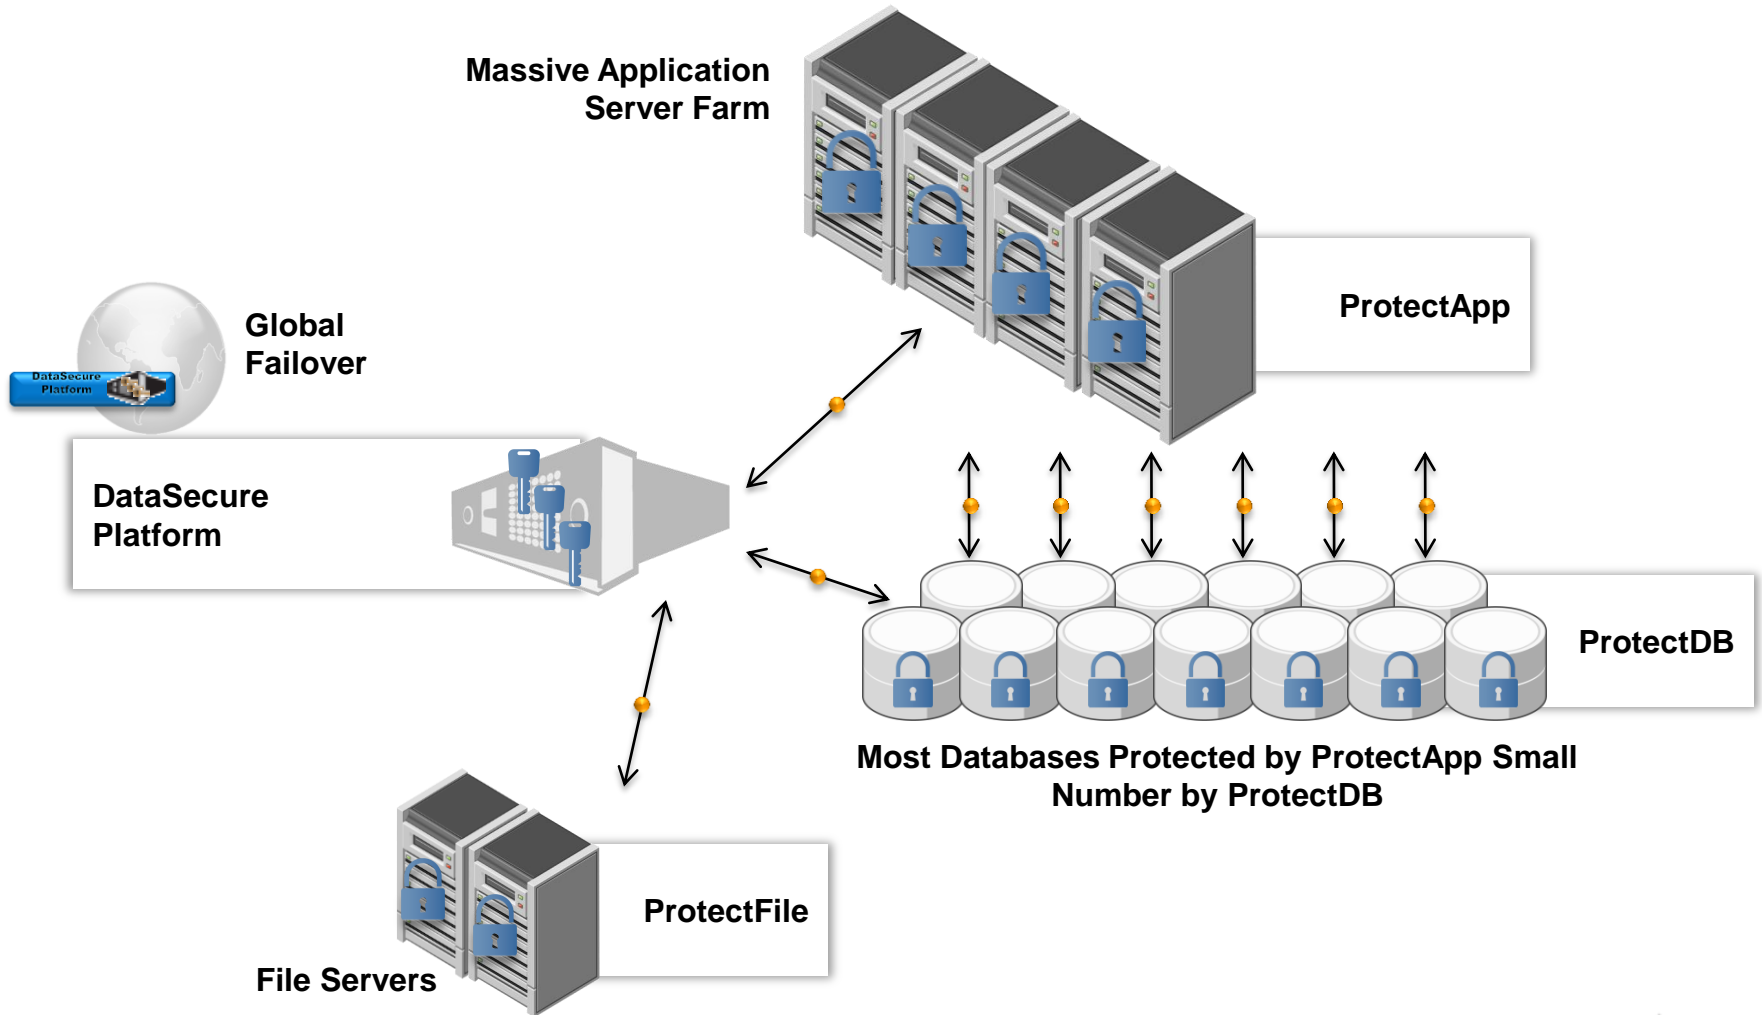 Massive Application
Server Farm
ProtectApp
Global
Failover
DataSecure
Platform
DataSecure
Platform
ProtectDB
Most Databases Protected by ProtectApp Small
Number by ProtectDB
ProtectFile
File Servers